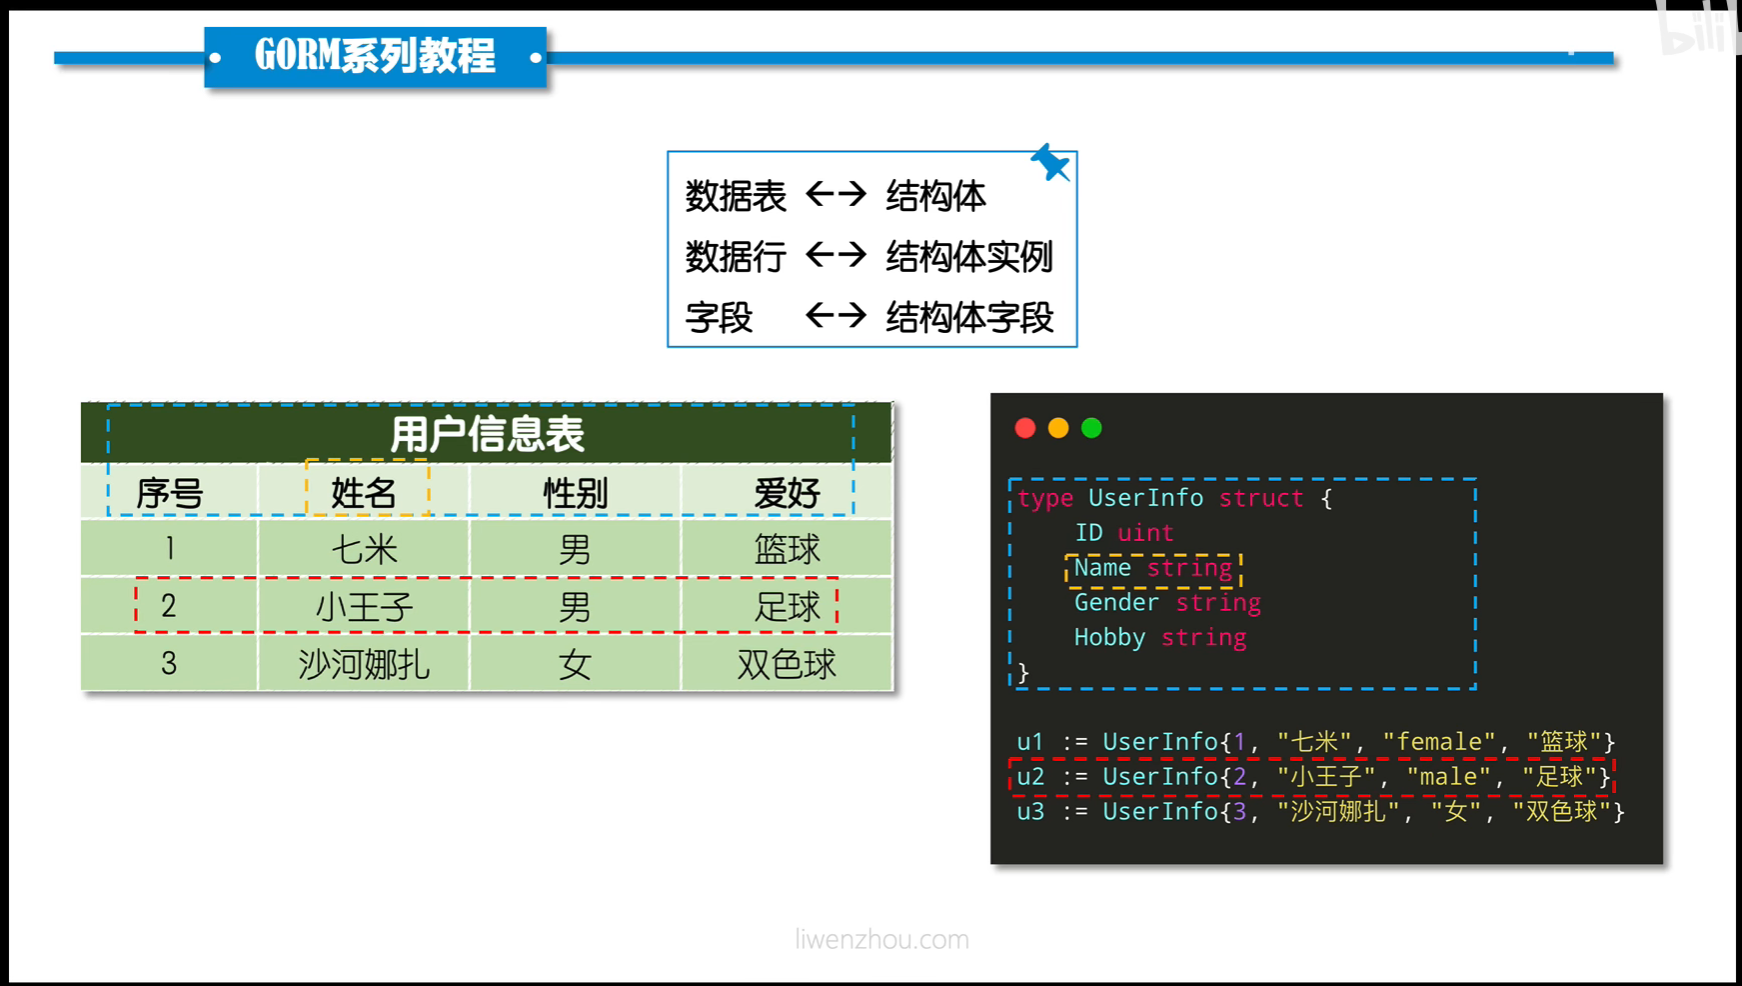 GORM系列教程
数据表 ←→ 结构体
数据行 ←→ 结构体实例
字段 ←→ 结构体字段
用户信息表
序号 姓名 性别 爱好
1 七米 男 篮球
2 小王子 男 足球
3 沙河娜扎 女 双色球
type UserInfo struct {
ID uint
Name string
Gender string
Hobby string
}
u1 := UserInfo{1, "七米", "female", "篮球"}
u2 := UserInfo{2, "小王子", "male", "足球"}
u3 := UserInfo{3, "沙河娜扎", "女", "双色球"}
liwenzhou.com